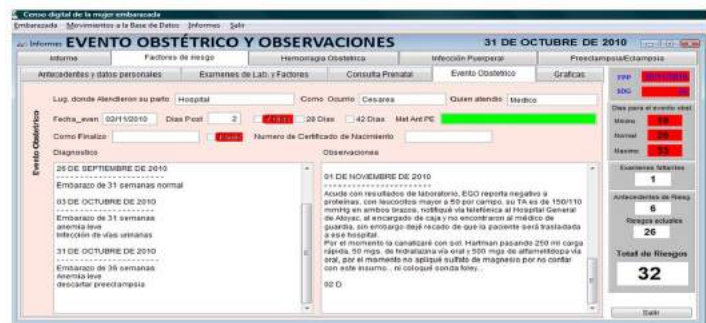 Censo digital de la mujer embarazada
Embarazada Movimientos a la Base de Datos Informes Salir
Informes EVENTO OBSTÉTRICO Y OBSERVACIONES 31 DE OCTUBRE DE 2010
Informe Factores de riesgo Hemorragia Obstetrica Infección Puerperal Preeclampsia/Eclampsia
Antecedentes y datos personales Examenes de Lab. y Factores Consulta Prenatal Evento Obstetrico Graficas
FPP
SDG
Lug. donde Atendieron su parto Hospital Como Ocurrio Cesarea Quien atendio Medico
Fecha_even 02/11/2010 Dias Post 2 28 Dias 42 Dias Met Ant PE
Como Finalizo Numero de Certificado de Nacimiento
Evento Obstétrico
Diagnostico
26 DE SEPTIEMBRE DE 2010
Embarazo de 31 semanas normal
03 DE OCTUBRE DE 2010
Embarazo de 31 semanas
anemia leve
Infección de vias urinarias
31 DE OCTUBRE DE 2010
Embarazo de 36 semanas
Anemia leve
descartar preeclampsia
Observaciones
01 DE NOVIEMBRE DE 2010
Acude con resultados de laboratorio, EGO reporta negativo a
proteinas, con leucocitos mayor a 50 por campo, su TA es de 150/110
mmHg en ambos brazos, notifiqué via telefónica al Hospital General
de Atoyac, al encargado de caja y no encontraron al médico de
guardia, sin embargo dejé recado de que la paciente será trasladada
a ese hospital.
Por el momento la canalizaré con sol. Hartman pasando 250 ml carga
rápida, 50 mgs. de hidralazina via oral y 500 mgs de alfametildopa via
oral, por el momento no apliqué sulfato de magnesio por no contar
con este insumo... ni coloqué sonda foley...
02 D
Dias para el evento obst.
Minimo
Normal
Maximo
Examenes faltantes
1
Antecedentes de Riesg.
6
Riesgos actuales
26
Total de Riesgos
32
Salir